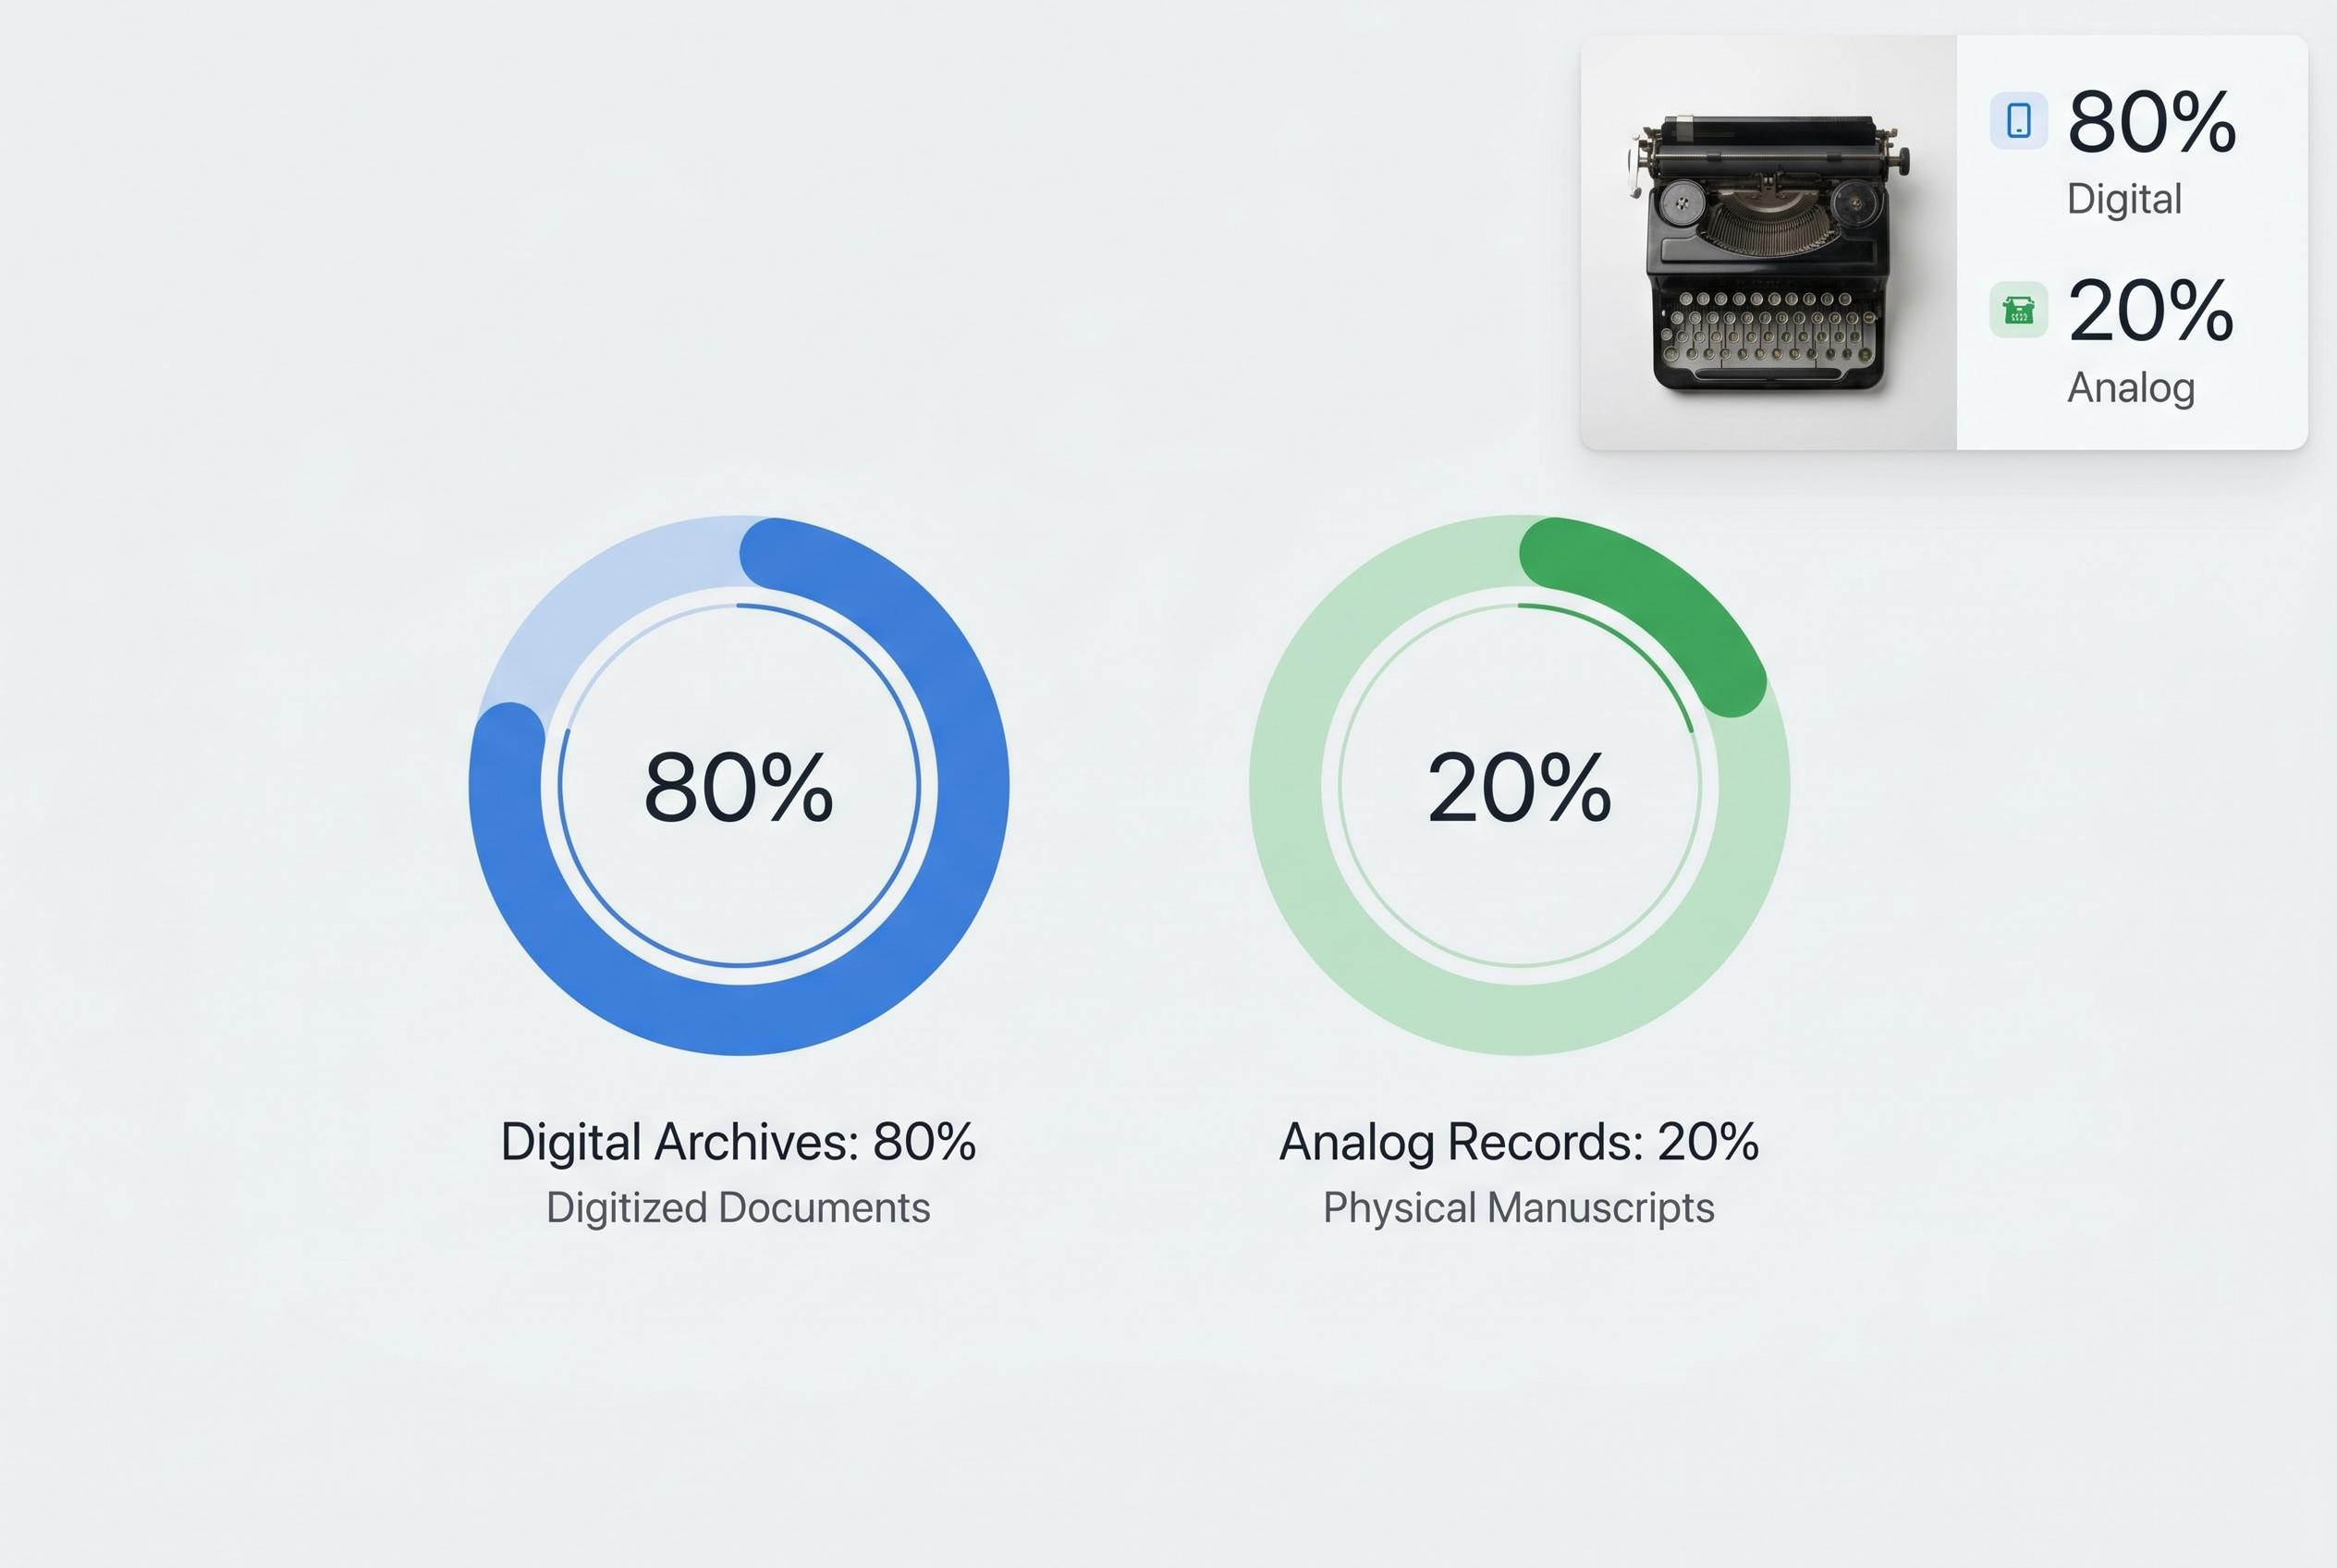 80%
Digital
20%
Analog
80%
20%
Digital Archives: 80%
Digitized Documents
Analog Records: 20%
Physical Manuscripts